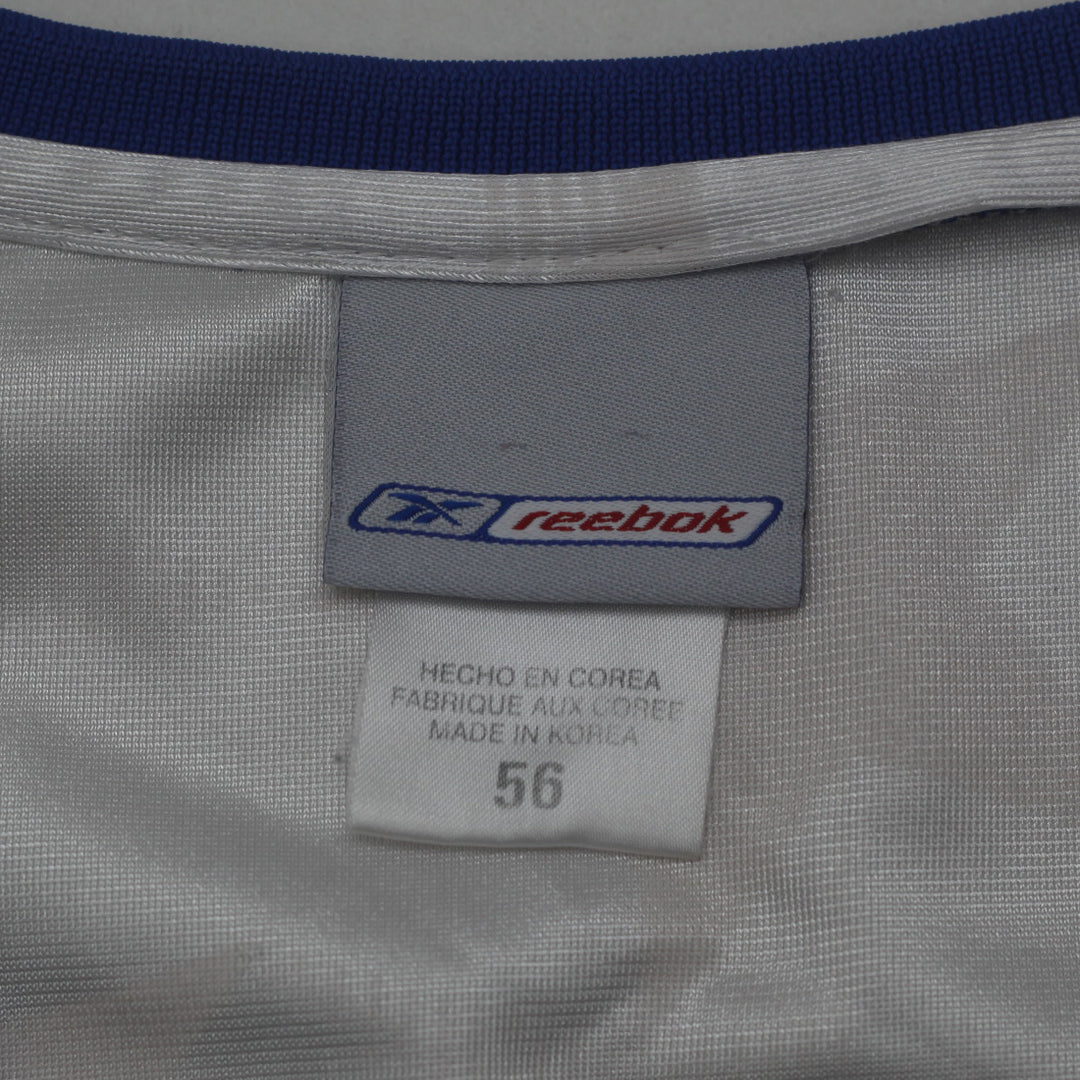 reebok
HECHO EN COREA
FABRIQUE AUX COREE
MADE IN KOREA
56